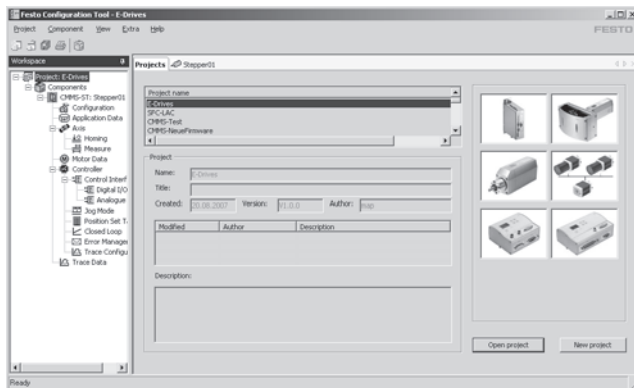 Festo Configuration Tool - E-Drives
Project Component View Extra Help
FESTO
Workspace
Project: E-Drives
Components
CMMS-ST: Stepper01
Configuration
Application Data
Axis
Homing
Measure
Motor Data
Controller
Control Interf
Digital I/O
Analogue
Jog Mode
Position Set T
Closed Loop
Error Manage
Trace Configu
Trace Data
Projects Stepper01
Project name
E-Drives
SPC-LAC
CMMS-Test
CMMS-NeueFirmware
Project
Name: E-Drives
Title:
Created: 20.08.2007 Version: V1.0.0 Author: map
Modified Author Description
Description:
Open project New project
Ready